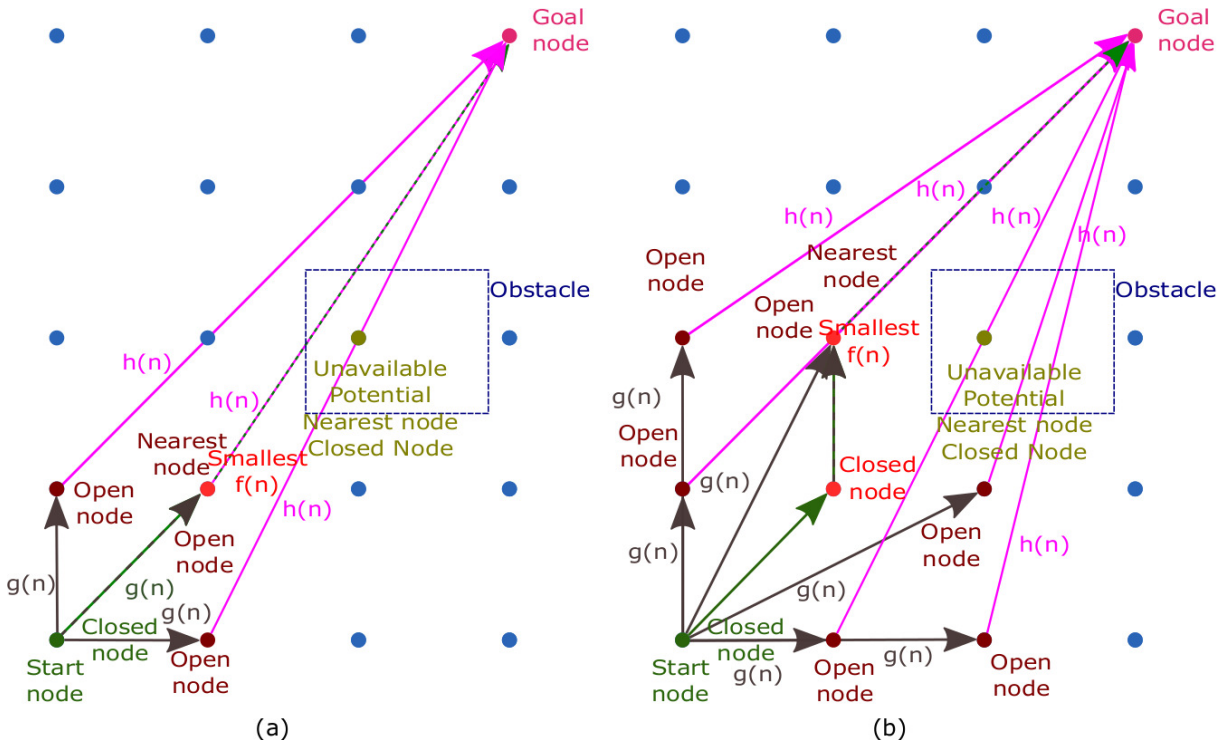 Goal
node
h(n)
Obstacle
h(n)
h(n)
Unavailable
Potential
Nearest node
Closed Node
Nearest
node
Smallest
f(n)
Open
node
h(n)
Open
node
g(n)
g(n)
g(n)
Closed
node
Start
node
Open
node
(a)
Goal
node
h(n)
h(n)
h(n)
h(n)
Open
node
Nearest
node
Open
node
Obstacle
Smallest
f(n)
Unavailable
Potential
Nearest node
Closed Node
g(n)
Open
node
g(n)
Closed
node
Open
node
h(n)
g(n)
g(n)
Closed
node
g(n)
g(n)
Start
node
Open
node
Open
node
(b)